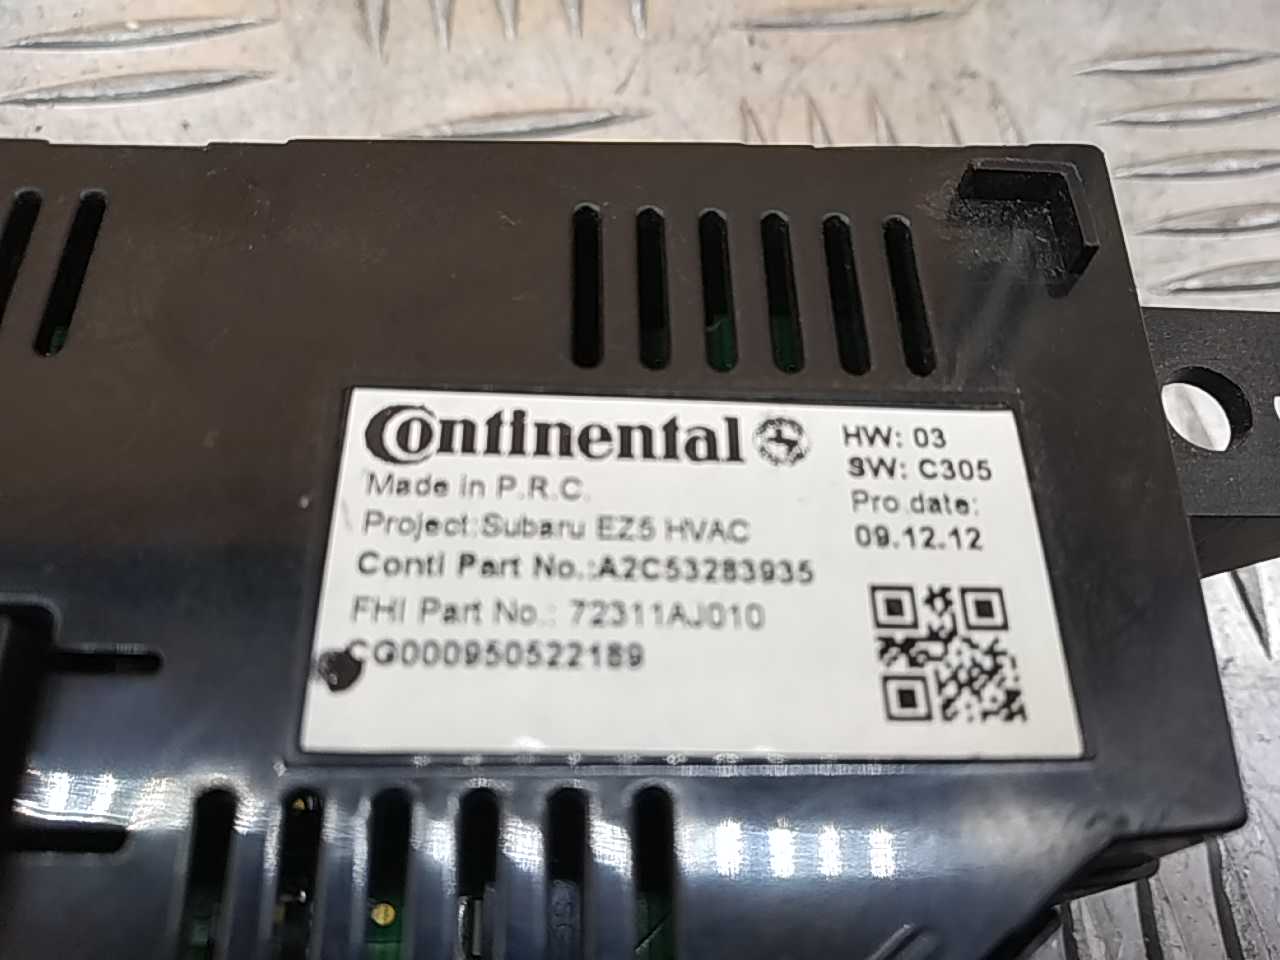 Continental
HW: 03
SW: C305
Made in P.R.C.
Pro.date:
Project:Subaru EZ5 HVAC
09.12.12
Conti Part No.:A2C53283935
FHI Part No.: 72311AJ010
CG000950522189